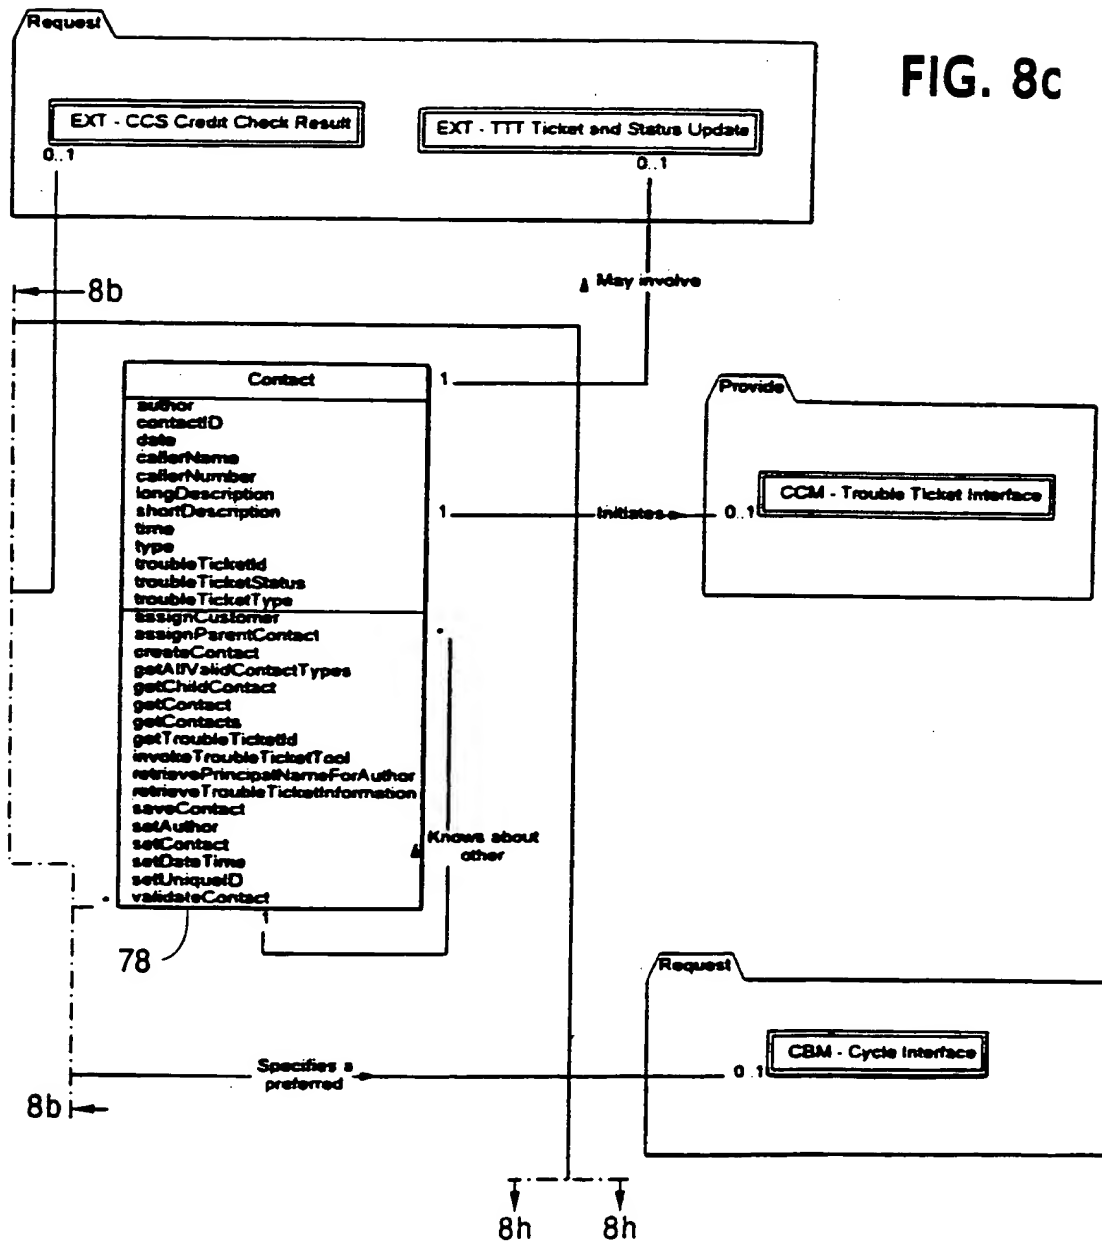 Request
FIG. 8c
EXT - CCS Credit Check Result
EXT - TTT Ticket and Status Update
0..1
0..1
May involve
8b
Contact
1
author
contactID
date
callerName
callerNumber
longDescription
shortDescription
time
type
troubleTicketId
troubleTicketStatus
troubleTicketType
assignCustomer
assignParentContact
createContact
getAllValidContactTypes
getChildContact
getContact
getContacts
getTroubleTicketId
invokeTroubleTicketTool
retrievePrincipalNameForAuthor
retrieveTroubleTicketInformation
saveContact
setAuthor
setContact
setDateTime
setUniqueID
validateContact
Provide
CCM - Trouble Ticket Interface
1
Initiates
0..1
*
Knows about
other
*
78
Request
CBM - Cycle Interface
Specifies a
preferred
0..1
8b
8h
8h